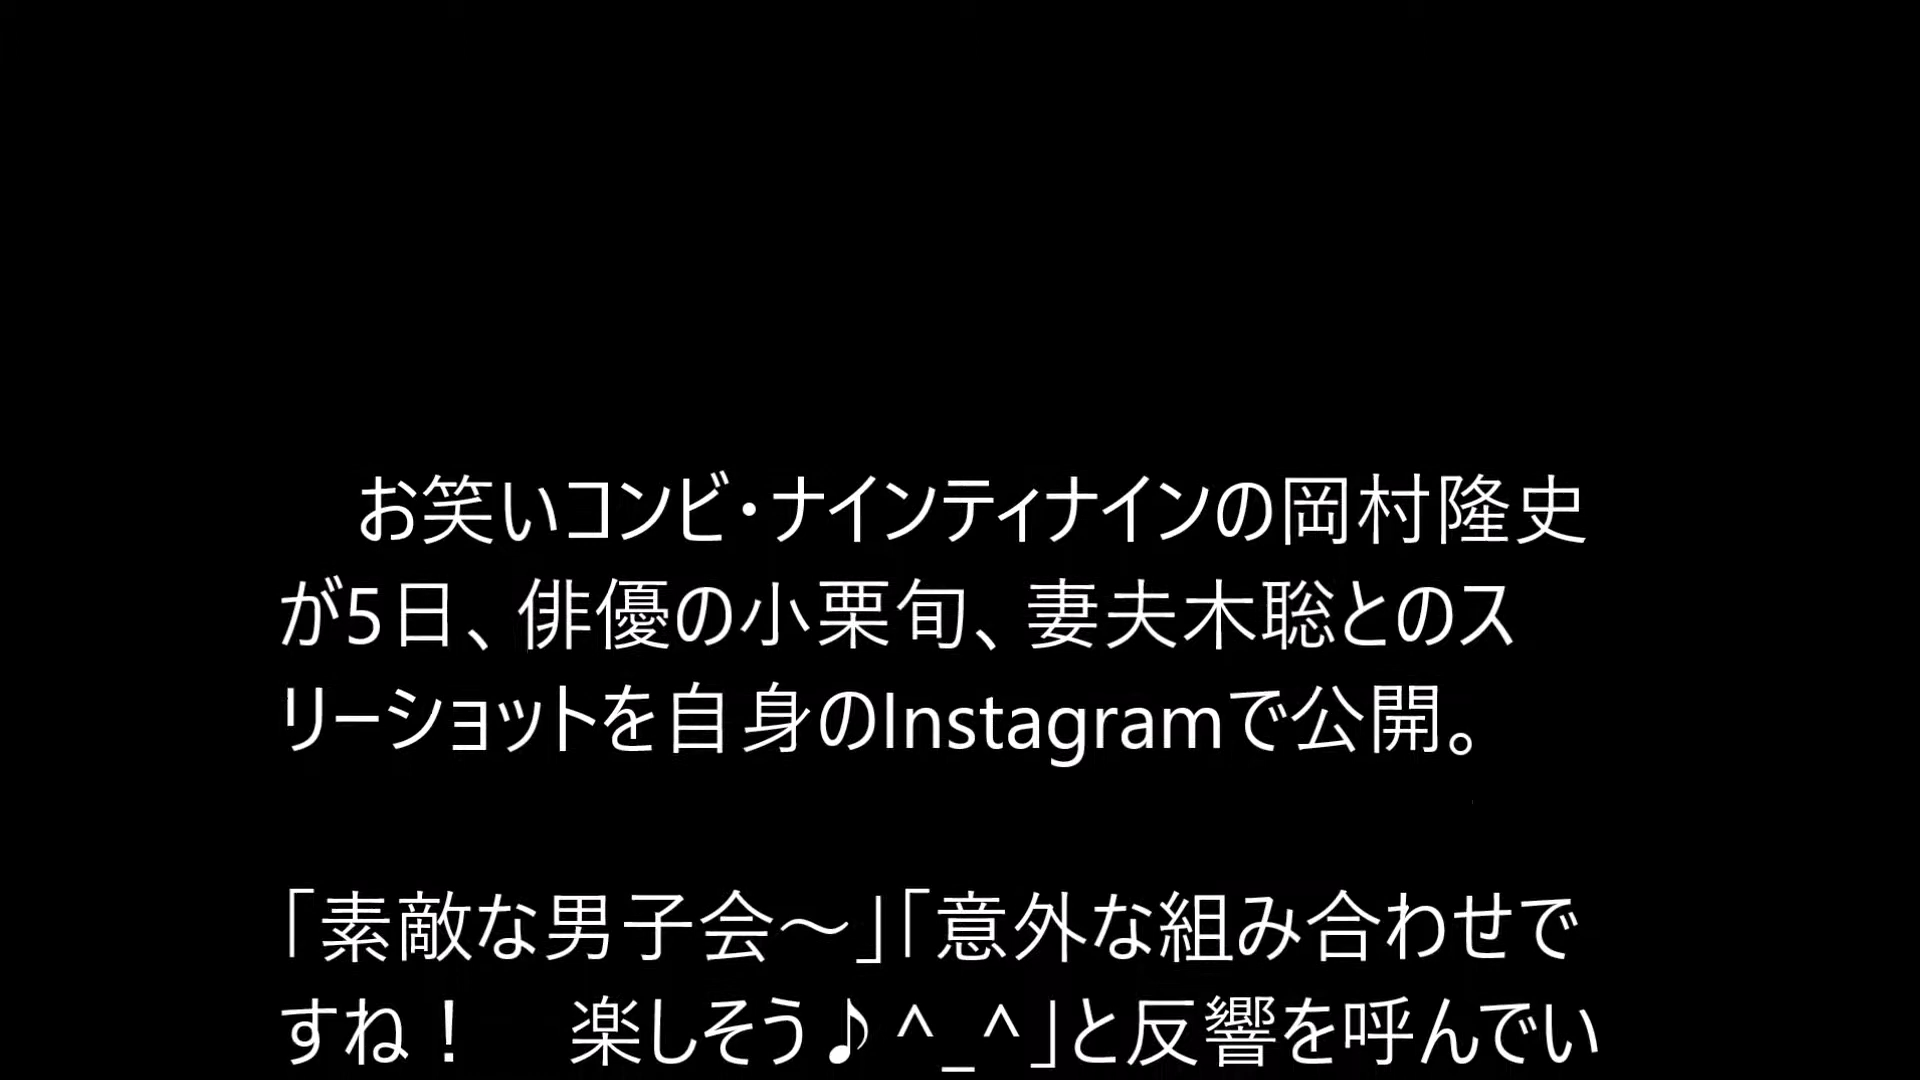 お笑いコンビ・ナインティナインの岡村隆史
が5日、俳優の小栗旬、妻夫木聡とのス
リーショットを自身のInstagramで公開。
「素敵な男子会～」「意外な組み合わせで
すね！　楽しそう♪^_^」と反響を呼んでい